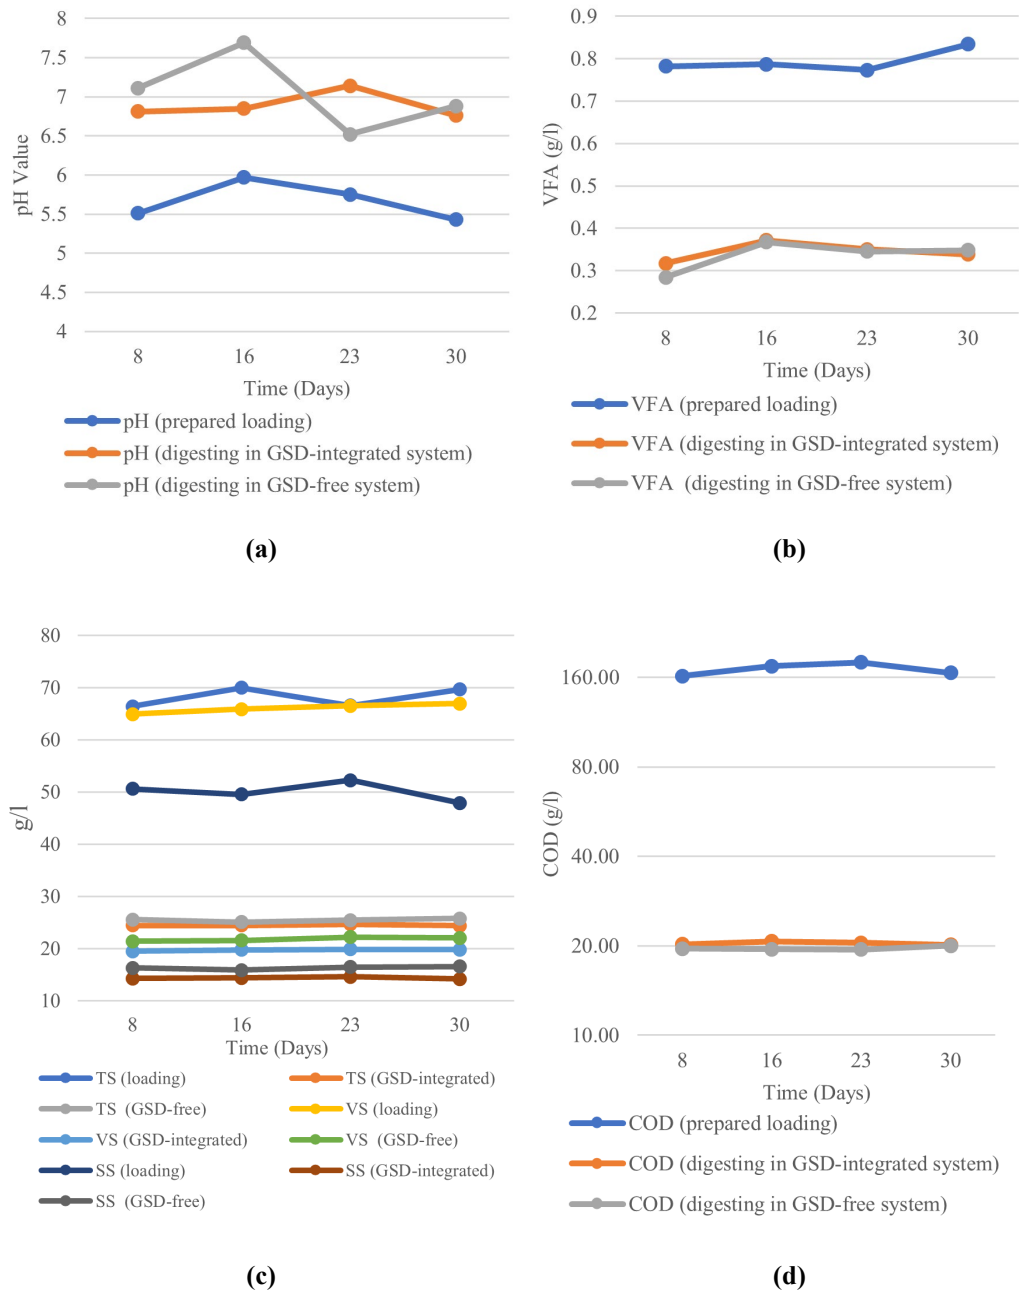 8
7.5
7
6.5
6
5.5
5
4.5
4
pH Value
8 16 23 30
Time (Days)
pH (prepared loading)
pH (digesting in GSD-integrated system)
pH (digesting in GSD-free system)
(a)
0.9
0.8
0.7
0.6
0.5
0.4
0.3
0.2
VFA (g/l)
8 16 23 30
Time (Days)
VFA (prepared loading)
VFA (digesting in GSD-integrated system)
VFA (digesting in GSD-free system)
(b)
80
70
60
50
40
30
20
10
g/l
8 16 23 30
Time (Days)
TS (loading) TS (GSD-integrated)
TS (GSD-free) VS (loading)
VS (GSD-integrated) VS (GSD-free)
SS (loading) SS (GSD-integrated)
SS (GSD-free)
(c)
160.00
80.00
40.00
20.00
10.00
COD (g/l)
8 16 23 30
Time (Days)
COD (prepared loading)
COD (digesting in GSD-integrated system)
COD (digesting in GSD-free system)
(d)